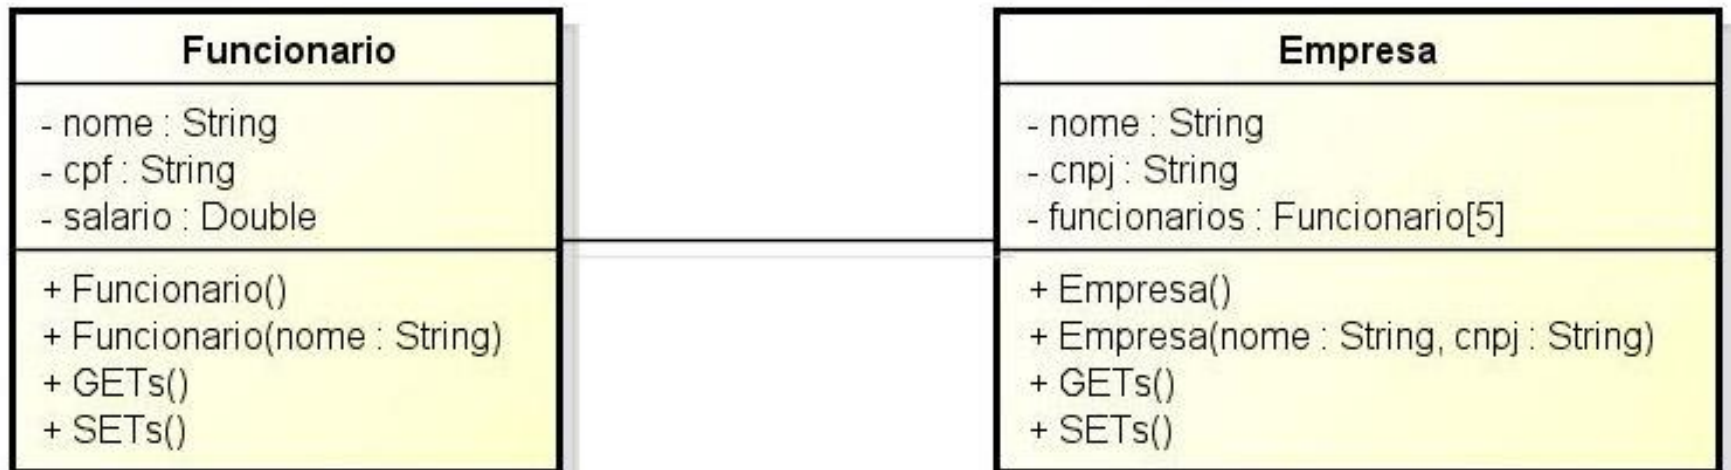 Funcionario
- nome : String
- cpf : String
- salario : Double
+ Funcionario()
+ Funcionario(nome : String)
+ GETs()
+ SETs()
Empresa
- nome : String
- cnpj : String
- funcionarios : Funcionario[5]
+ Empresa()
+ Empresa(nome : String, cnpj : String)
+ GETs()
+ SETs()